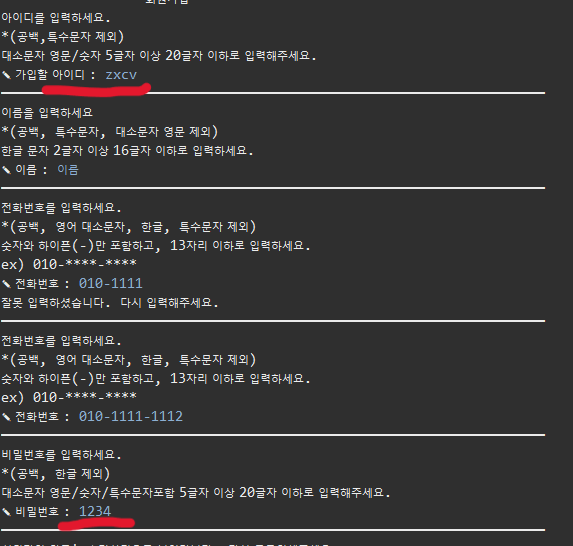 회원가입
아이디를 입력하세요.
*(공백,특수문자 제외)
대소문자 영문/숫자 5글자 이상 20글자 이하로 입력해주세요.
✎ 가입할 아이디 : zxcv
이름을 입력하세요
*(공백, 특수문자, 대소문자 영문 제외)
한글 문자 2글자 이상 16글자 이하로 입력하세요.
✎ 이름 : 이름
전화번호를 입력하세요.
*(공백, 영어 대소문자, 한글, 특수문자 제외)
숫자와 하이픈(-)만 포함하고, 13자리 이하로 입력하세요.
ex) 010-****-****
✎ 전화번호 : 010-1111
잘못 입력하셨습니다. 다시 입력해주세요.
전화번호를 입력하세요.
*(공백, 영어 대소문자, 한글, 특수문자 제외)
숫자와 하이픈(-)만 포함하고, 13자리 이하로 입력하세요.
ex) 010-****-****
✎ 전화번호 : 010-1111-1112
비밀번호를 입력하세요.
*(공백, 한글 제외)
대소문자 영문/숫자/특수문자포함 5글자 이상 20글자 이하로 입력해주세요.
✎ 비밀번호 : 1234